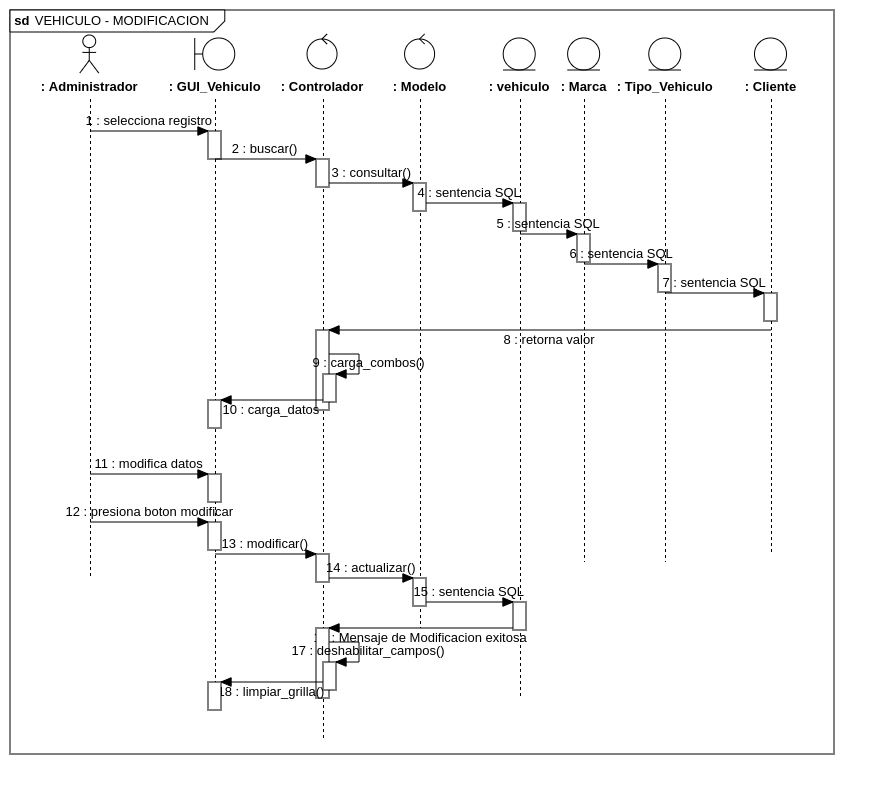 sd VEHICULO - MODIFICACION
: Administrador : GUI_Vehiculo : Controlador : Modelo : vehiculo : Marca : Tipo_Vehiculo : Cliente
1 : selecciona registro
2 : buscar()
3 : consultar()
4 : sentencia SQL
5 : sentencia SQL
6 : sentencia SQL
7 : sentencia SQL
8 : retorna valor
9 : carga_combos()
10 : carga_datos
11 : modifica datos
12 : presiona boton modificar
13 : modificar()
14 : actualizar()
15 : sentencia SQL
: Mensaje de Modificacion exitosa
17 : deshabilitar_campos()
18 : limpiar_grilla()